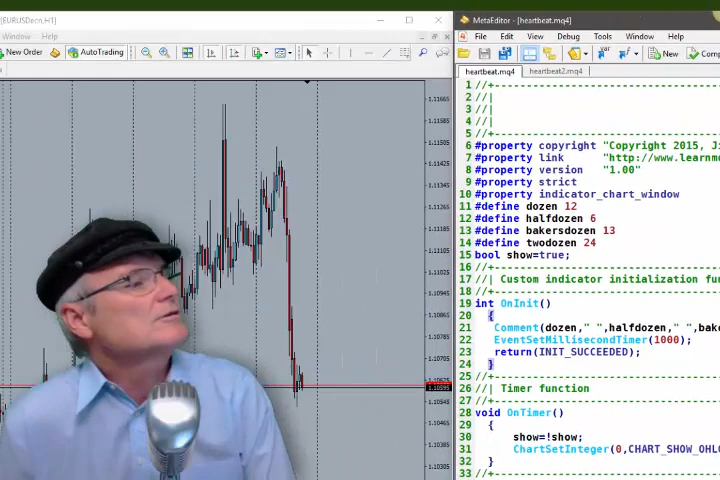 [EURUSDecn,H1]
Window Help
New Order AutoTrading
1.11665
1.11505
1.11425
1.11345
1.11265
1.11185
1.11105
1.11025
1.10945
1.10865
1.10785
1.10705
1.10595
1.10545
1.10465
1.10385
1.10305
MetaEditor - [heartbeat.mq4]
File Edit View Debug Tools Window Help
New Comp
heartbeat.mq4 heartbeat2.mq4
1 //+-----------------------------------
2 //|
3 //|
4 //|
5 //+-----------------------------------
6 #property copyright "Copyright 2015, Ji
7 #property link "http://www.learnm
8 #property version "1.00"
9 #property strict
10 #property indicator_chart_window
11 #define dozen 12
12 #define halfdozen 6
13 #define bakersdozen 13
14 #define twodozen 24
15 bool show=true;
16 //+-----------------------------------
17 //| Custom indicator initialization fun
18 //+-----------------------------------
19 int OnInit()
20 {
21 Comment(dozen," ",halfdozen," ",bake
22 EventSetMillisecondTimer(1000);
23 return(INIT_SUCCEEDED);
24 }
25 //+-----------------------------------
26 //| Timer function
27 //+-----------------------------------
28 void OnTimer()
29 {
30 show=!show;
31 ChartSetInteger(0,CHART_SHOW_OHLC
32 }
33 //+-----------------------------------